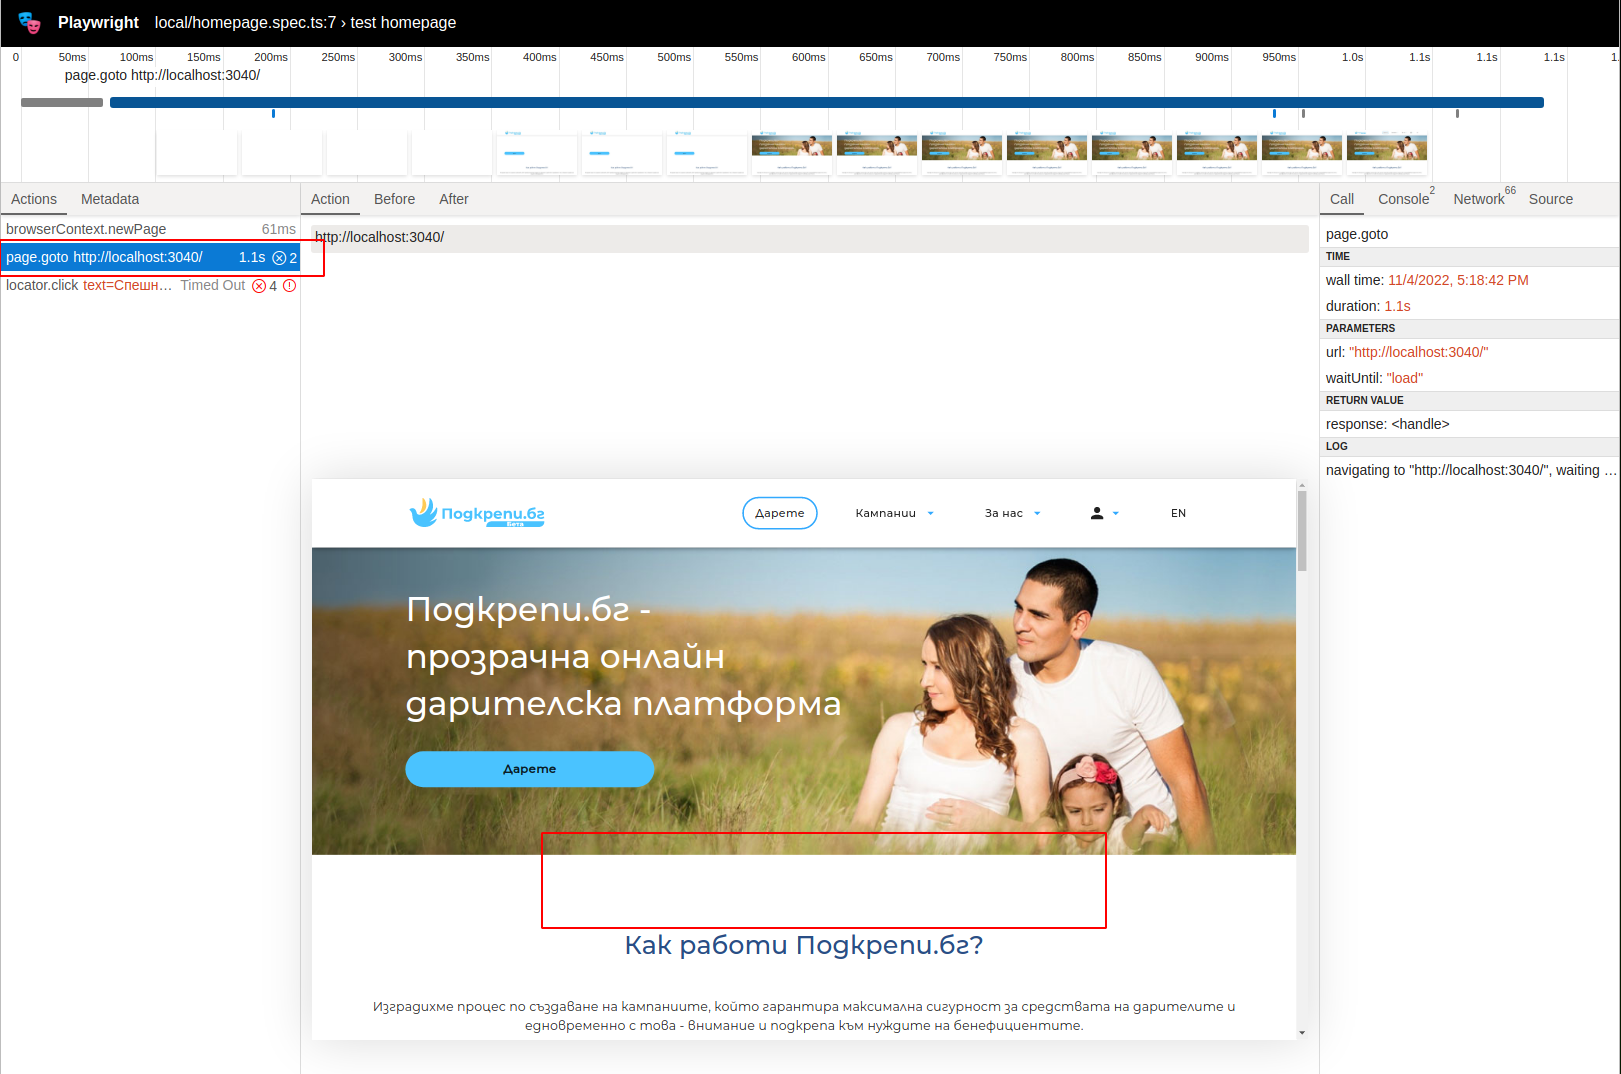 Playwright local/homepage.spec.ts:7 › test homepage
0 50ms 100ms 150ms 200ms 250ms 300ms 350ms 400ms 450ms 500ms 550ms 600ms 650ms 700ms 750ms 800ms 850ms 900ms 950ms 1.0s 1.1s 1.1s 1.1s 1.
page.goto http://localhost:3040/
Actions Metadata
browserContext.newPage 61ms
page.goto http://localhost:3040/ 1.1s 2
locator.click text=Спешн… Timed Out 4
Action Before After
http://localhost:3040/
Подкрепи.бг
бета
Дарете Кампании За нас EN
Подкрепи.бг -
прозрачна онлайн
дарителска платформа
Дарете
Как работи Подкрепи.бг?
Изградихме процес по създаване на кампаниите, който гарантира максимална сигурност за средствата на дарителите и
едновременно с това - внимание и подкрепа към нуждите на бенефициентите.
Call Console 2 Network 66 Source
page.goto
TIME
wall time: 11/4/2022, 5:18:42 PM
duration: 1.1s
PARAMETERS
url: "http://localhost:3040/"
waitUntil: "load"
RETURN VALUE
response: <handle>
LOG
navigating to "http://localhost:3040/", waiting …